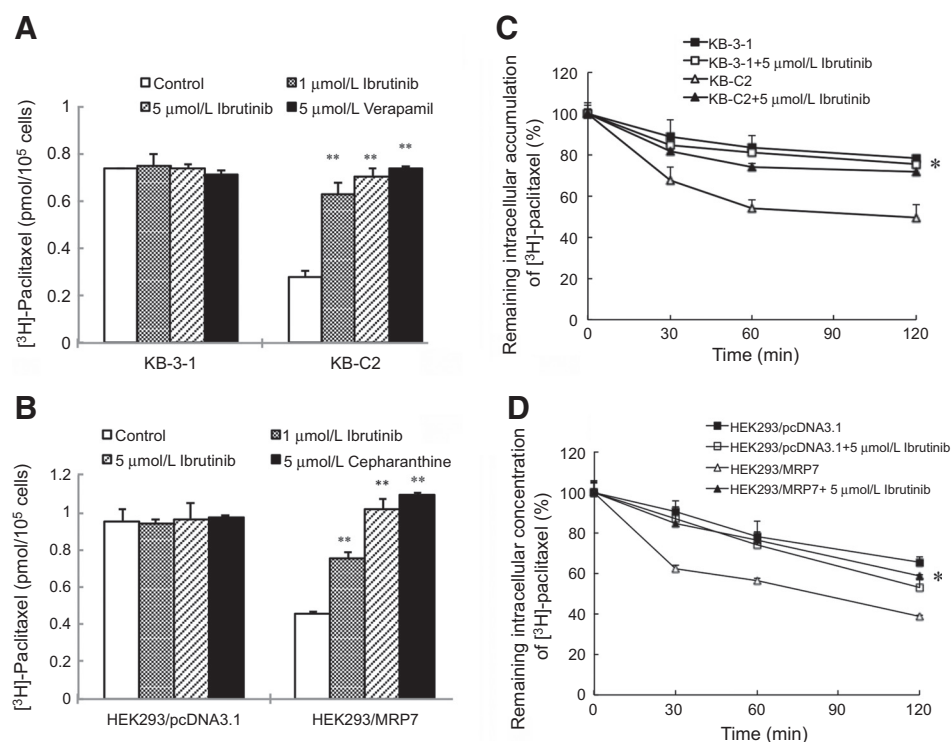 A
Control
1 μmol/L Ibrutinib
5 μmol/L Ibrutinib
5 μmol/L Verapamil
[³H]-Paclitaxel (pmol/10⁵ cells)
1
0.8
0.6
0.4
0.2
0
**
**
**
KB-3-1
KB-C2
B
Control
1 μmol/L Ibrutinib
5 μmol/L Ibrutinib
5 μmol/L Cepharanthine
[³H]-Paclitaxel (pmol/10⁵ cells)
1.2
1
0.8
0.6
0.4
0.2
0
**
**
**
HEK293/pcDNA3.1
HEK293/MRP7
C
KB-3-1
KB-3-1+5 μmol/L Ibrutinib
KB-C2
KB-C2+5 μmol/L Ibrutinib
Remaining intracellular accumulation
of [³H]-paclitaxel (%)
120
100
80
60
40
20
0
*
0
30
60
90
120
Time (min)
D
HEK293/pcDNA3.1
HEK293/pcDNA3.1+5 μmol/L Ibrutinib
HEK293/MRP7
HEK293/MRP7+ 5 μmol/L Ibrutinib
Remaining intracellular concentration
of [³H]-paclitaxel (%)
120
100
80
60
40
20
0
*
0
30
60
90
120
Time (min)